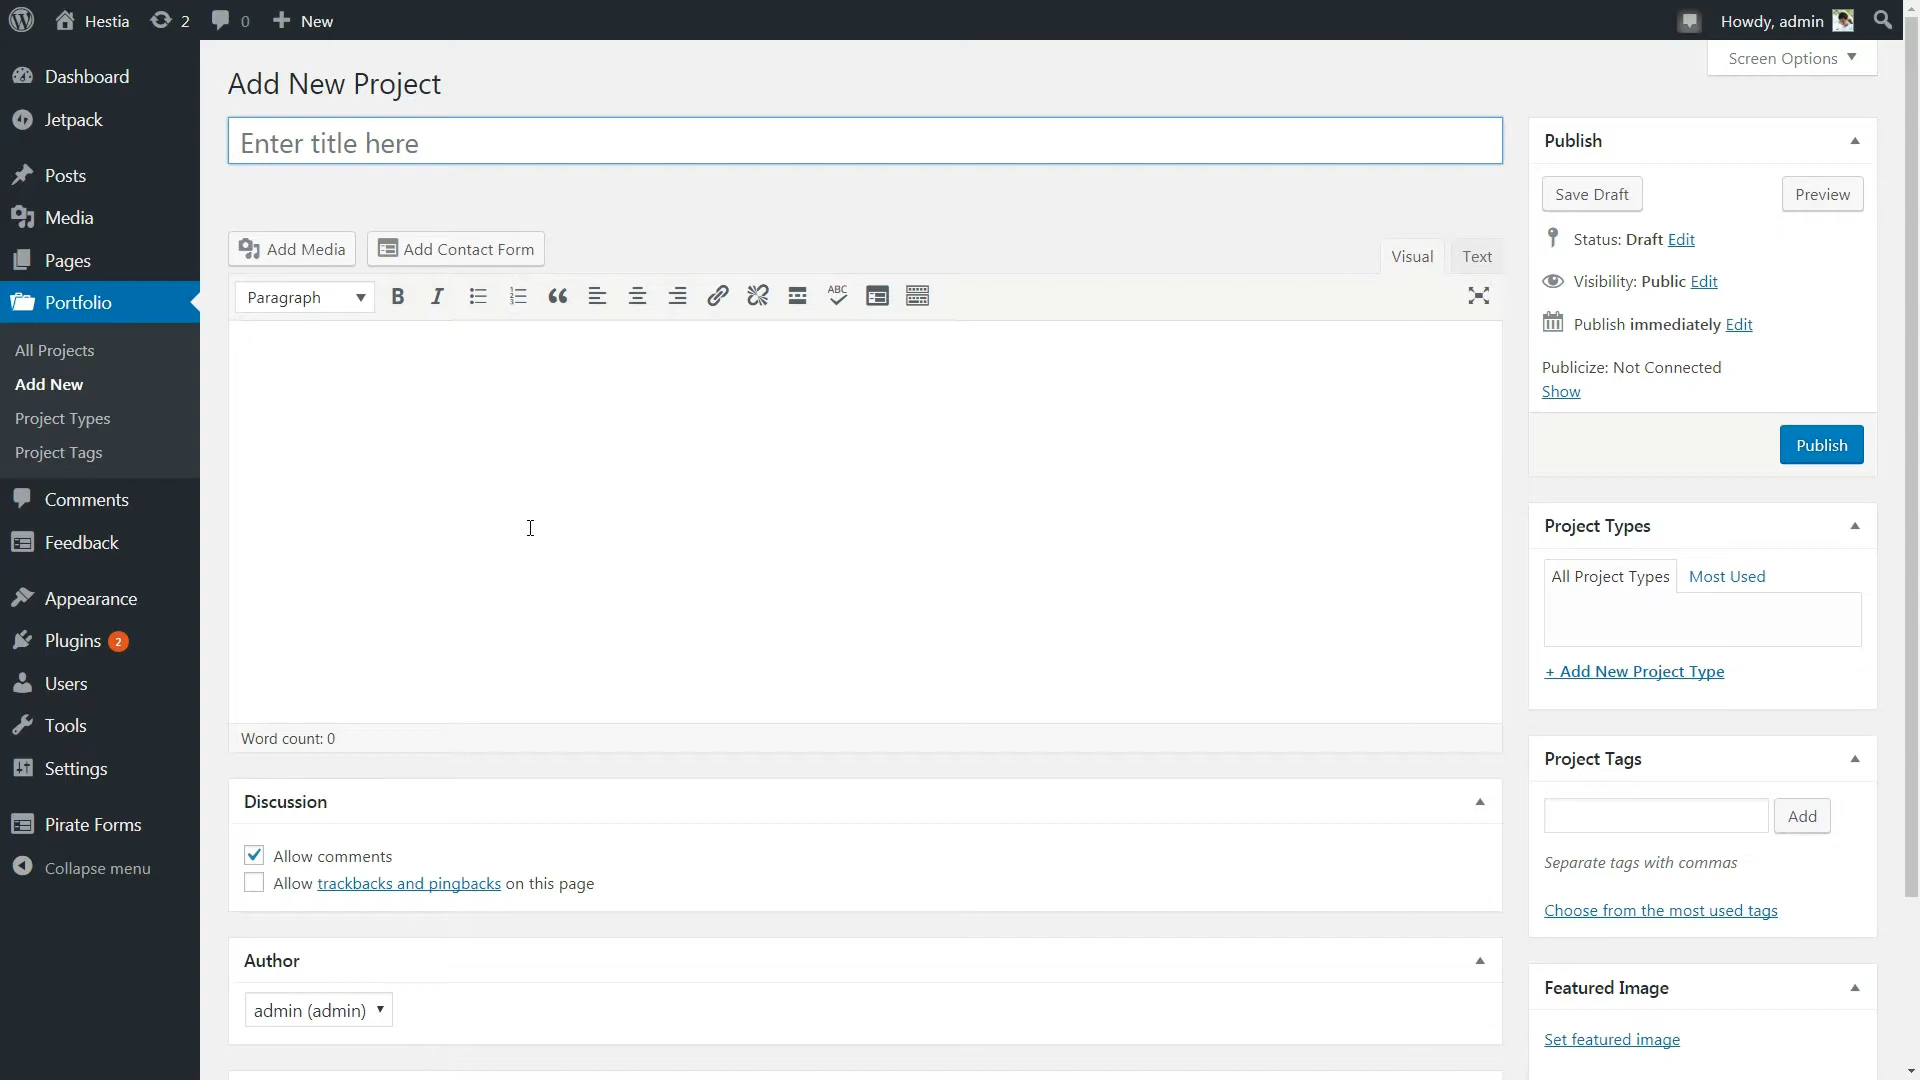 Hestia 2 0 New Howdy, admin
Screen Options
Dashboard
Jetpack
Posts
Media
Pages
Portfolio
All Projects
Add New
Project Types
Project Tags
Comments
Feedback
Appearance
Plugins 2
Users
Tools
Settings
Pirate Forms
Collapse menu
Add New Project
Enter title here
Add Media Add Contact Form Visual Text
Paragraph B I ABC
Word count: 0
Discussion
Allow comments
Allow trackbacks and pingbacks on this page
Author
admin (admin)
Publish
Save Draft Preview
Status: Draft Edit
Visibility: Public Edit
Publish immediately Edit
Publicize: Not Connected
Show
Publish
Project Types
All Project Types Most Used
+ Add New Project Type
Project Tags
Add
Separate tags with commas
Choose from the most used tags
Featured Image
Set featured image